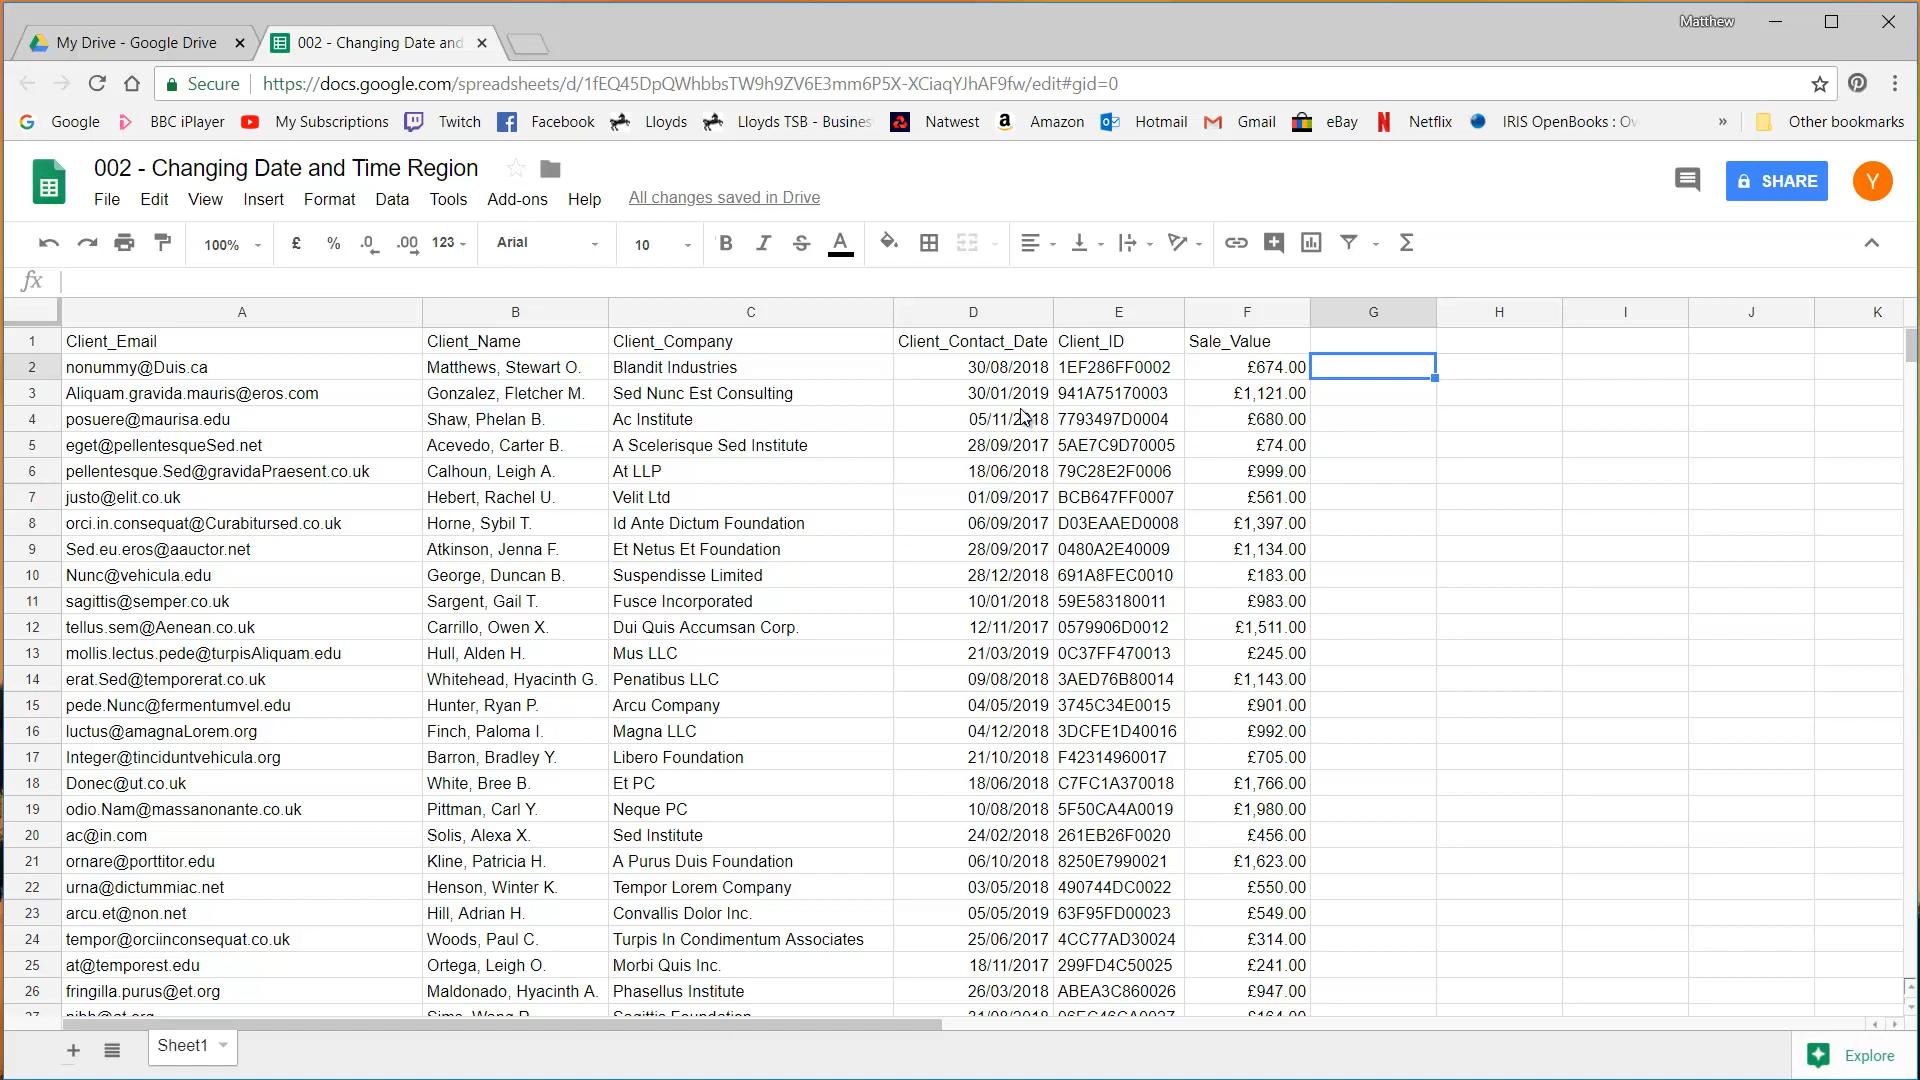 Matthew
My Drive - Google Drive
002 - Changing Date and
Secure
https://docs.google.com/spreadsheets/d/1fEQ45DpQWhbbsTW9h9ZV6E3mm6P5X-XCiaqYJhAF9fw/edit#gid=0
Google BBC iPlayer My Subscriptions Twitch Facebook Lloyds Lloyds TSB - Busines Natwest Amazon Hotmail Gmail eBay Netflix IRIS OpenBooks : Ov » Other bookmarks
002 - Changing Date and Time Region
SHARE
Y
File Edit View Insert Format Data Tools Add-ons Help All changes saved in Drive
100% £ % .0 .00 123 Arial 10 B I S A Σ
fx
A B C D E F G H I J K
1 Client_Email Client_Name Client_Company Client_Contact_Date Client_ID Sale_Value
2 nonummy@Duis.ca Matthews, Stewart O. Blandit Industries 30/08/2018 1EF286FF0002 £674.00
3 Aliquam.gravida.mauris@eros.com Gonzalez, Fletcher M. Sed Nunc Est Consulting 30/01/2019 941A75170003 £1,121.00
4 posuere@maurisa.edu Shaw, Phelan B. Ac Institute 05/11/2018 7793497D0004 £680.00
5 eget@pellentesqueSed.net Acevedo, Carter B. A Scelerisque Sed Institute 28/09/2017 5AE7C9D70005 £74.00
6 pellentesque.Sed@gravidaPraesent.co.uk Calhoun, Leigh A. At LLP 18/06/2018 79C28E2F0006 £999.00
7 justo@elit.co.uk Hebert, Rachel U. Velit Ltd 01/09/2017 BCB647FF0007 £561.00
8 orci.in.consequat@Curabitursed.co.uk Horne, Sybil T. Id Ante Dictum Foundation 06/09/2017 D03EAAED0008 £1,397.00
9 Sed.eu.eros@aauctor.net Atkinson, Jenna F. Et Netus Et Foundation 28/09/2017 0480A2E40009 £1,134.00
10 Nunc@vehicula.edu George, Duncan B. Suspendisse Limited 28/12/2018 691A8FEC0010 £183.00
11 sagittis@semper.co.uk Sargent, Gail T. Fusce Incorporated 10/01/2018 59E583180011 £983.00
12 tellus.sem@Aenean.co.uk Carrillo, Owen X. Dui Quis Accumsan Corp. 12/11/2017 0579906D0012 £1,511.00
13 mollis.lectus.pede@turpisAliquam.edu Hull, Alden H. Mus LLC 21/03/2019 0C37FF470013 £245.00
14 erat.Sed@temporerat.co.uk Whitehead, Hyacinth G. Penatibus LLC 09/08/2018 3AED76B80014 £1,143.00
15 pede.Nunc@fermentumvel.edu Hunter, Ryan P. Arcu Company 04/05/2019 3745C34E0015 £901.00
16 luctus@amagnaLorem.org Finch, Paloma I. Magna LLC 04/12/2018 3DCFE1D40016 £992.00
17 Integer@tinciduntvehicula.org Barron, Bradley Y. Libero Foundation 21/10/2018 F42314960017 £705.00
18 Donec@ut.co.uk White, Bree B. Et PC 18/06/2018 C7FC1A370018 £1,766.00
19 odio.Nam@massanonante.co.uk Pittman, Carl Y. Neque PC 10/08/2018 5F50CA4A0019 £1,980.00
20 ac@in.com Solis, Alexa X. Sed Institute 24/02/2018 261EB26F0020 £456.00
21 ornare@porttitor.edu Kline, Patricia H. A Purus Duis Foundation 06/10/2018 8250E7990021 £1,623.00
22 urna@dictummiac.net Henson, Winter K. Tempor Lorem Company 03/05/2018 490744DC0022 £550.00
23 arcu.et@non.net Hill, Adrian H. Convallis Dolor Inc. 05/05/2019 63F95FD00023 £549.00
24 tempor@orciinconsequat.co.uk Woods, Paul C. Turpis In Condimentum Associates 25/06/2017 4CC77AD30024 £314.00
25 at@temporest.edu Ortega, Leigh O. Morbi Quis Inc. 18/11/2017 299FD4C50025 £241.00
26 fringilla.purus@et.org Maldonado, Hyacinth A. Phasellus Institute 26/03/2018 ABEA3C860026 £947.00
27
Sheet1
Explore